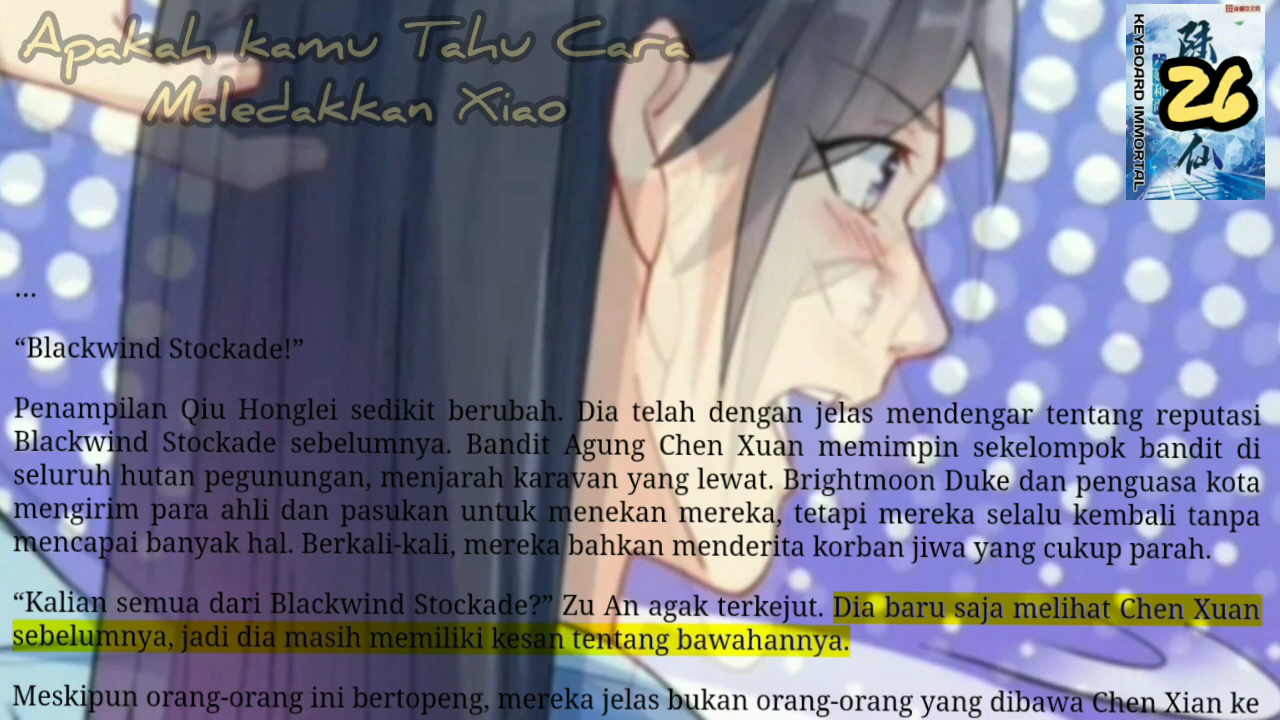 Apakah kamu Tahu Cara
Meledakkan Xiao
KEYBOARD IMMORTAL
陆
26
仙
...
“Blackwind Stockade!”
Penampilan Qiu Honglei sedikit berubah. Dia telah dengan jelas mendengar tentang reputasi
Blackwind Stockade sebelumnya. Bandit Agung Chen Xuan memimpin sekelompok bandit di
seluruh hutan pegunungan, menjarah karavan yang lewat. Brightmoon Duke dan penguasa kota
mengirim para ahli dan pasukan untuk menekan mereka, tetapi mereka selalu kembali tanpa
mencapai banyak hal. Berkali-kali, mereka bahkan menderita korban jiwa yang cukup parah.
“Kalian semua dari Blackwind Stockade?” Zu An agak terkejut. Dia baru saja melihat Chen Xuan
sebelumnya, jadi dia masih memiliki kesan tentang bawahannya.
Meskipun orang-orang ini bertopeng, mereka jelas bukan orang-orang yang dibawa Chen Xian ke